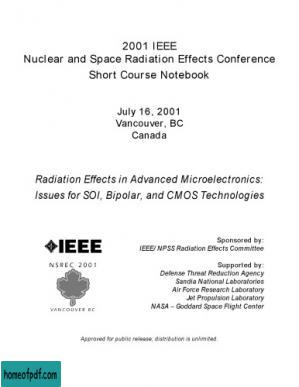 2001 IEEE
Nuclear and Space Radiation Effects Conference
Short Course Notebook
July 16, 2001
Vancouver, BC
Canada
Radiation Effects in Advanced Microelectronics:
Issues for SOI, Bipolar, and CMOS Technologies
IEEE
NSREC 2001
VANCOUVER BC
Sponsored by:
IEEE/ NPSS Radiation Effects Committee
Supported by:
Defense Threat Reduction Agency
Sandia National Laboratories
Air Force Research Laboratory
Jet Propulsion Laboratory
NASA – Goddard Space Flight Center
Approved for public release; distribution is unlimited.
homeofpdf.com